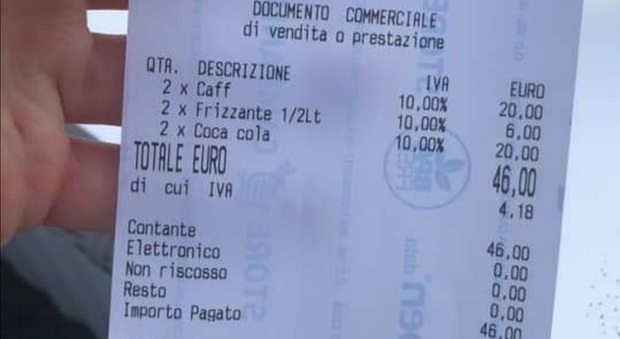 DOCUMENTO COMMERCIALE
di vendita o prestazione
QTA. DESCRIZIONE IVA EURO
2 x Caff 10,00% 20,00
2 x Frizzante 1/2Lt 10,00% 6,00
2 x Coca cola 10,00% 20,00
TOTALE EURO 46,00
di cui IVA 4.18
Contante 46,00
Elettronico 0,00
Non riscosso 0,00
Resto 0,00
Importo Pagato 46,00